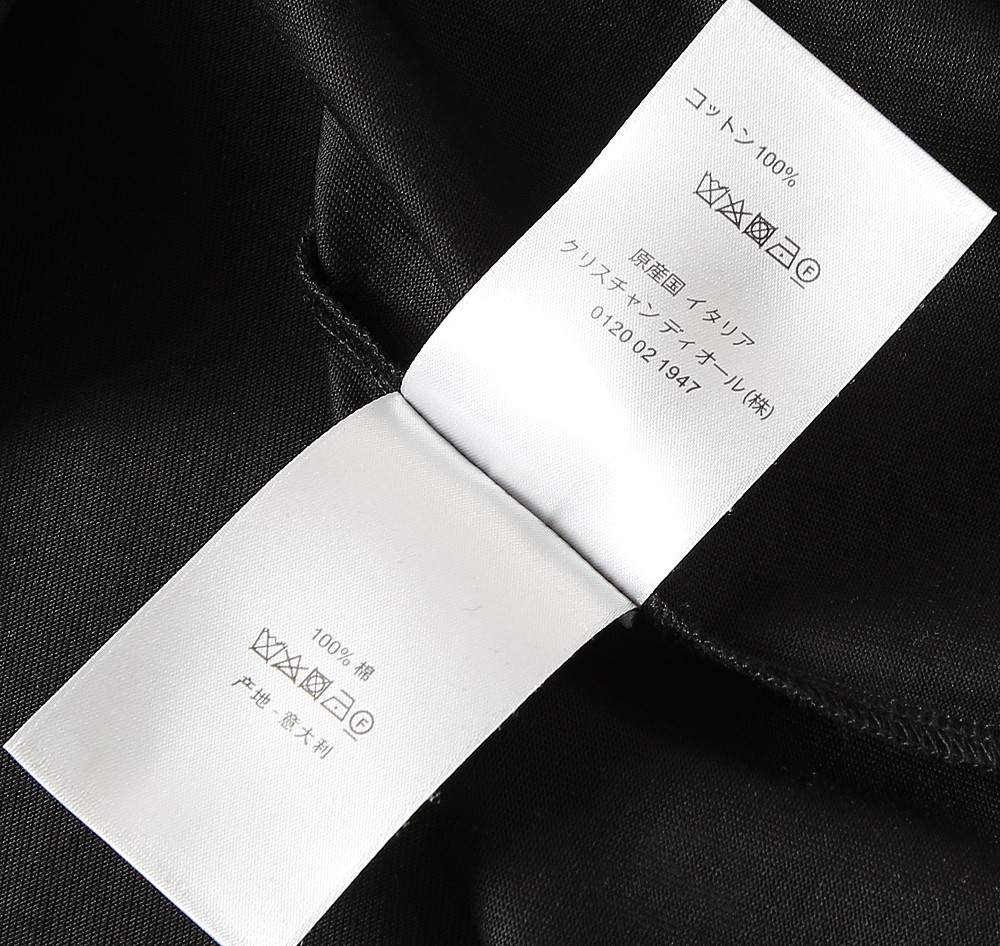 コットン100%
F
原産国 イタリア
クリスチャン ディオール(株)
0120 02 1947
100% 棉
F
产地 - 意大利